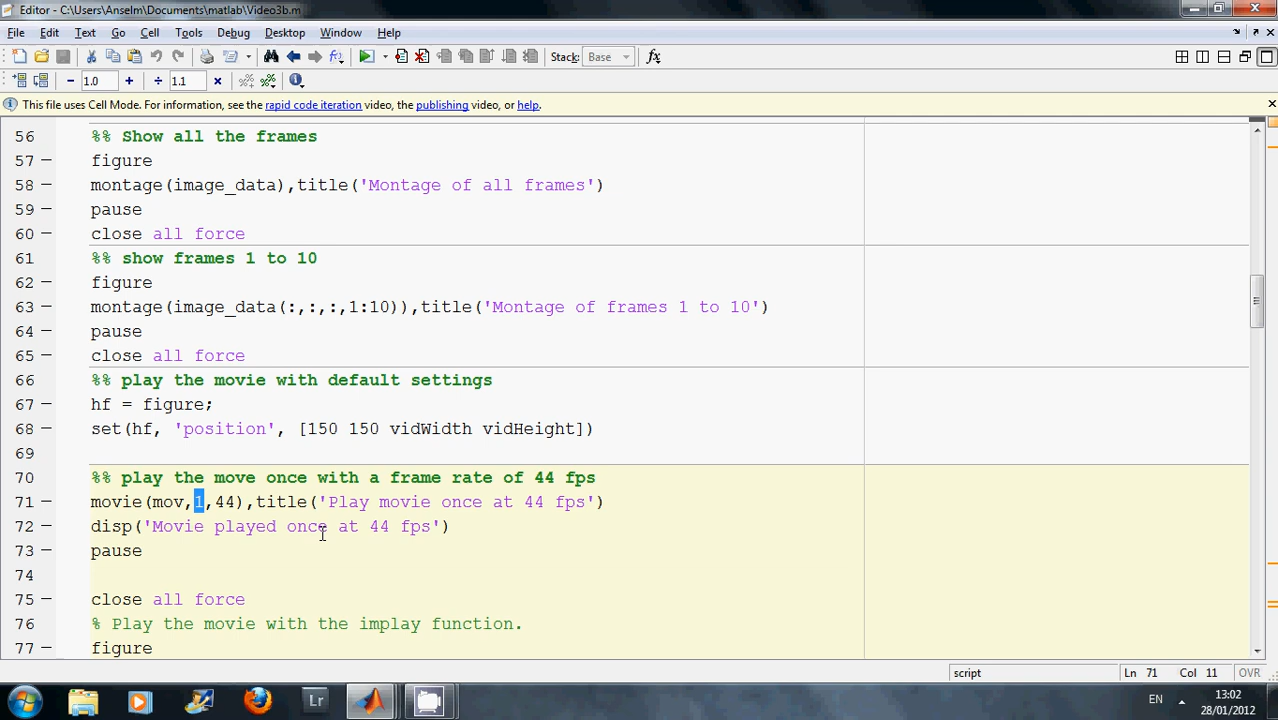 Editor - C:\Users\Anselm\Documents\matlab\Video3b.m
File Edit Text Go Cell Tools Debug Desktop Window Help
Stack: Base fx
− 1.0 + ÷ 1.1 ×
This file uses Cell Mode. For information, see the rapid code iteration video, the publishing video, or help.
56 %% Show all the frames
57 – figure
58 – montage(image_data),title('Montage of all frames')
59 – pause
60 – close all force
61 %% show frames 1 to 10
62 – figure
63 – montage(image_data(:,:,:,1:10)),title('Montage of frames 1 to 10')
64 – pause
65 – close all force
66 %% play the movie with default settings
67 – hf = figure;
68 – set(hf, 'position', [150 150 vidWidth vidHeight])
69
70 %% play the move once with a frame rate of 44 fps
71 – movie(mov,1,44),title('Play movie once at 44 fps')
72 – disp('Movie played once at 44 fps')
73 – pause
74
75 – close all force
76 % Play the movie with the implay function.
77 – figure
script Ln 71 Col 11 OVR
Lr EN 13:02
28/01/2012